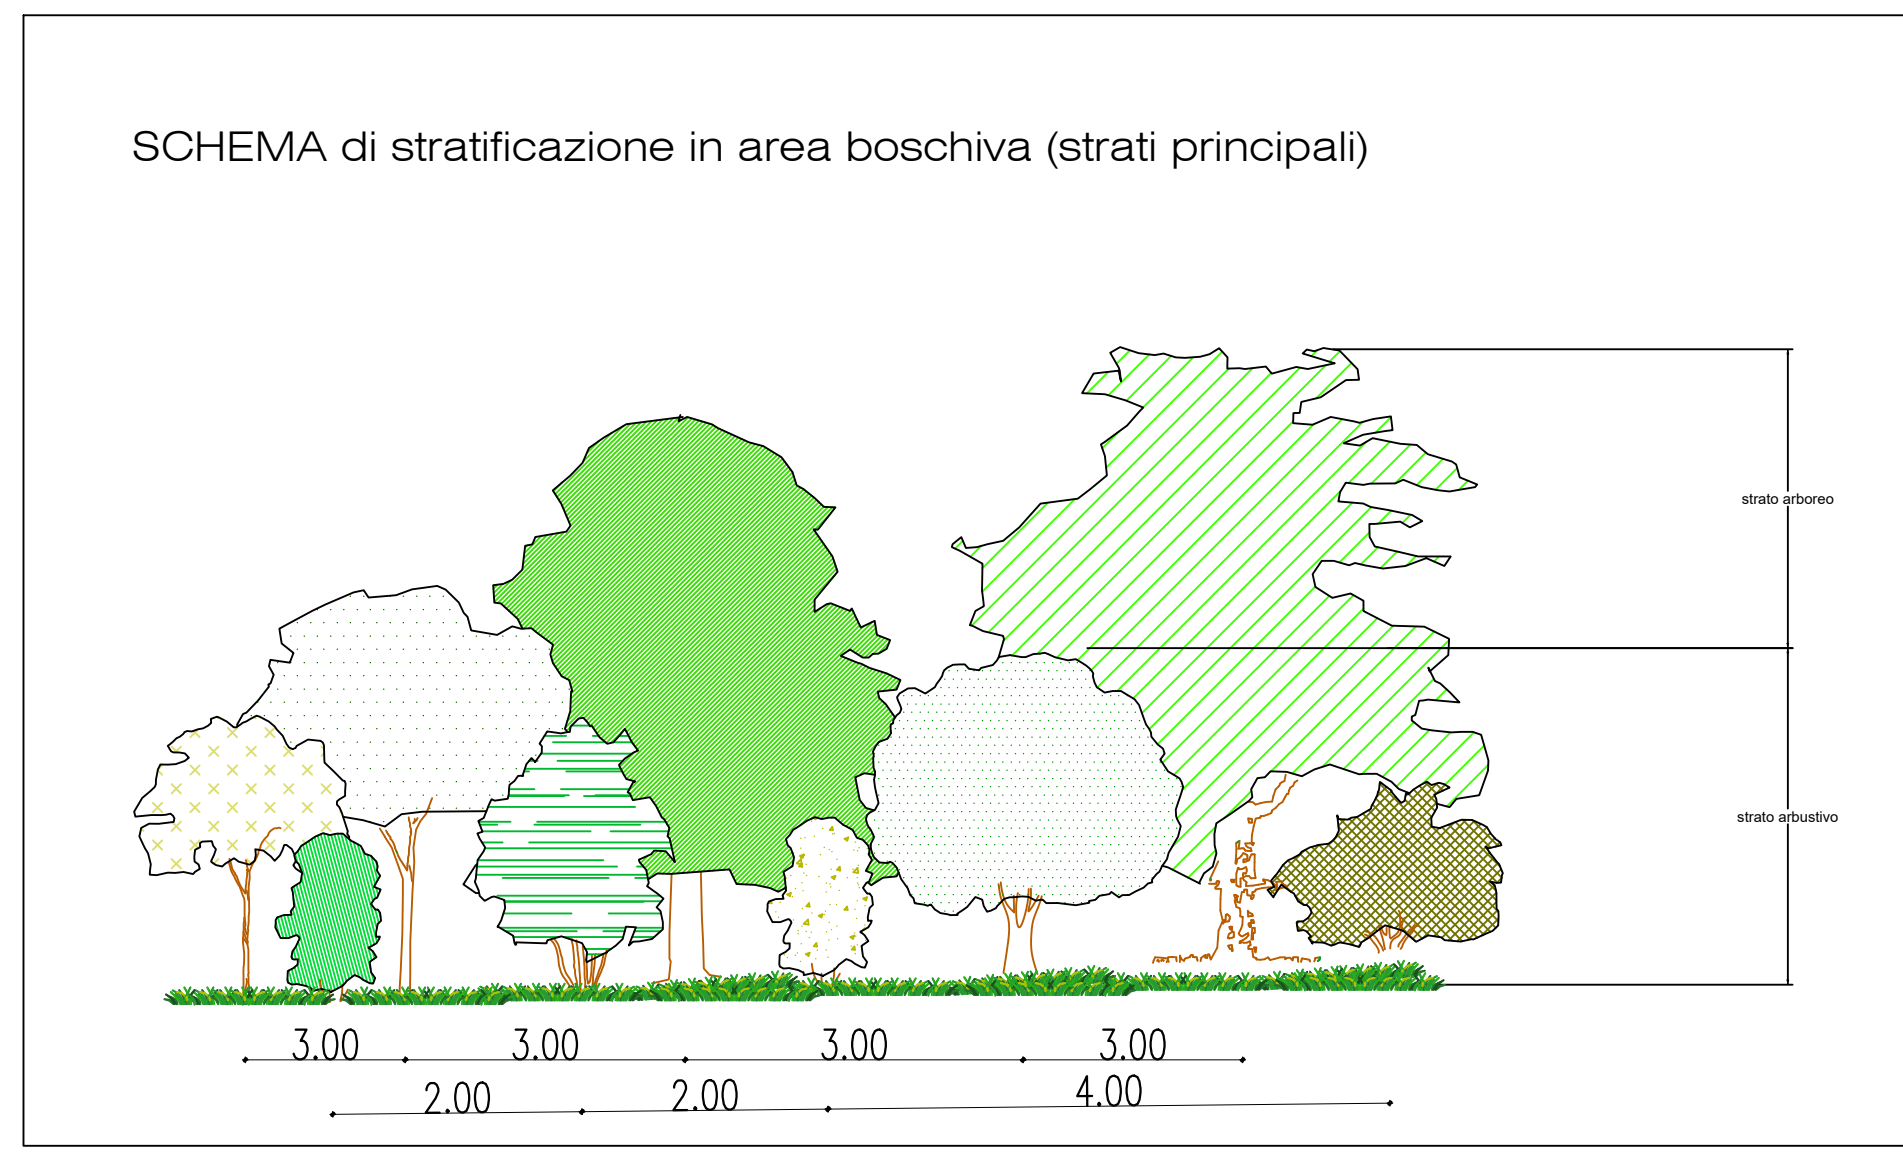 SCHEMA di stratificazione in area boschiva (strati principali)
strato arboreo
strato arbustivo
3.00 3.00 3.00 3.00
2.00 2.00 4.00